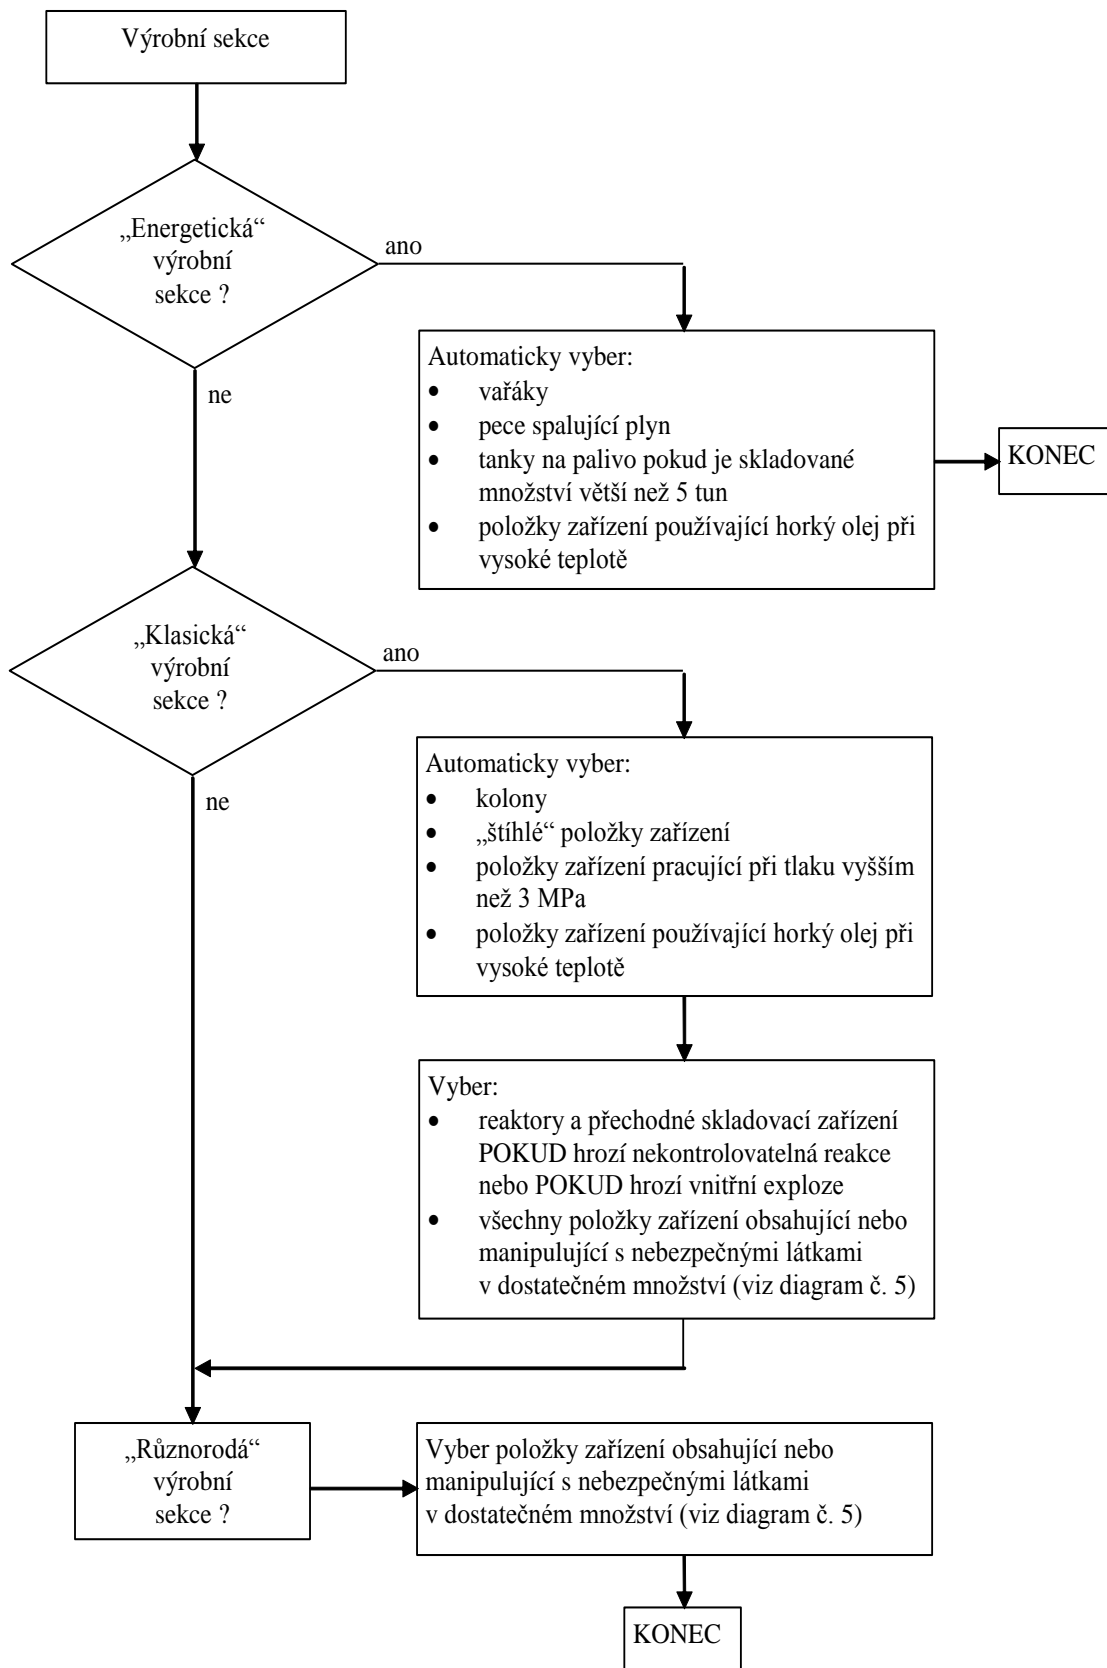 Výrobní sekce
„Energetická“
výrobní
sekce ?
ano
ne
Automaticky vyber:
• vařáky
• pece spalující plyn
• tanky na palivo pokud je skladované
množství větší než 5 tun
• položky zařízení používající horký olej při
vysoké teplotě
KONEC
„Klasická“
výrobní
sekce ?
ano
ne
Automaticky vyber:
• kolony
• „štíhlé“ položky zařízení
• položky zařízení pracující při tlaku vyšším
než 3 MPa
• položky zařízení používající horký olej při
vysoké teplotě
Vyber:
• reaktory a přechodné skladovací zařízení
POKUD hrozí nekontrolovatelná reakce
nebo POKUD hrozí vnitřní exploze
• všechny položky zařízení obsahující nebo
manipulující s nebezpečnými látkami
v dostatečném množství (viz diagram č. 5)
„Různorodá“
výrobní
sekce ?
Vyber položky zařízení obsahující nebo
manipulující s nebezpečnými látkami
v dostatečném množství (viz diagram č. 5)
KONEC